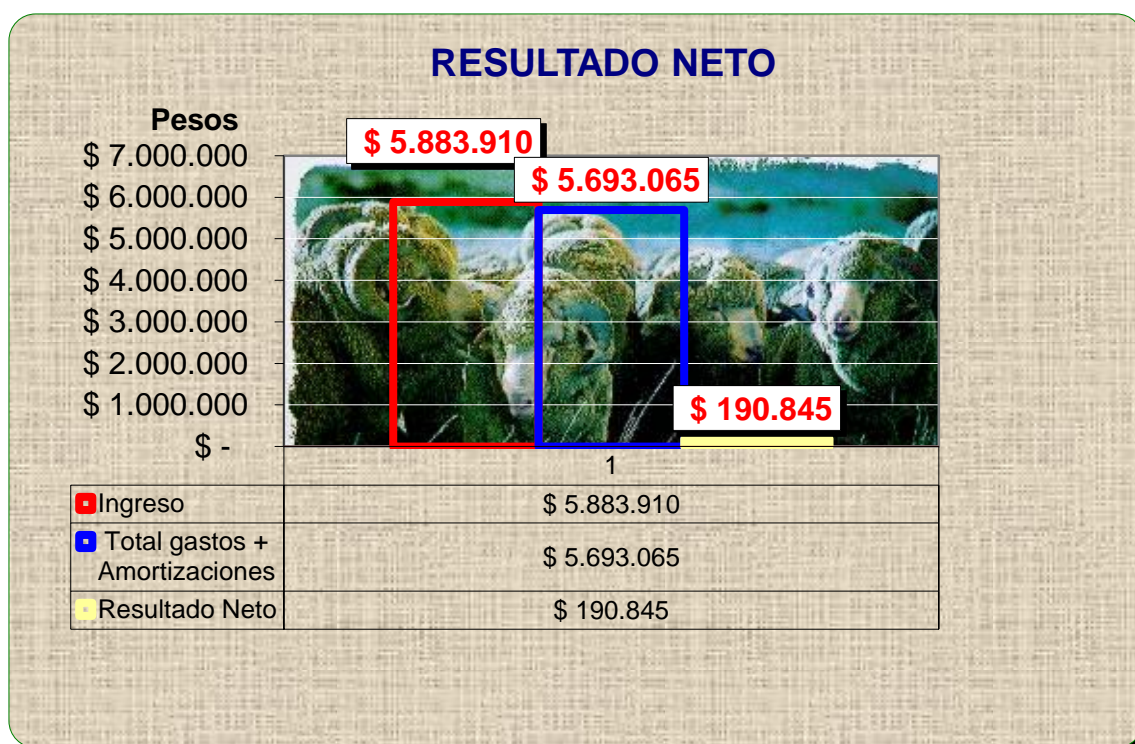 RESULTADO NETO
Pesos
$ 7.000.000
$ 6.000.000
$ 5.000.000
$ 4.000.000
$ 3.000.000
$ 2.000.000
$ 1.000.000
$ -
$ 5.883.910
$ 5.693.065
$ 190.845
1
Ingreso $ 5.883.910
Total gastos +
Amortizaciones $ 5.693.065
Resultado Neto $ 190.845